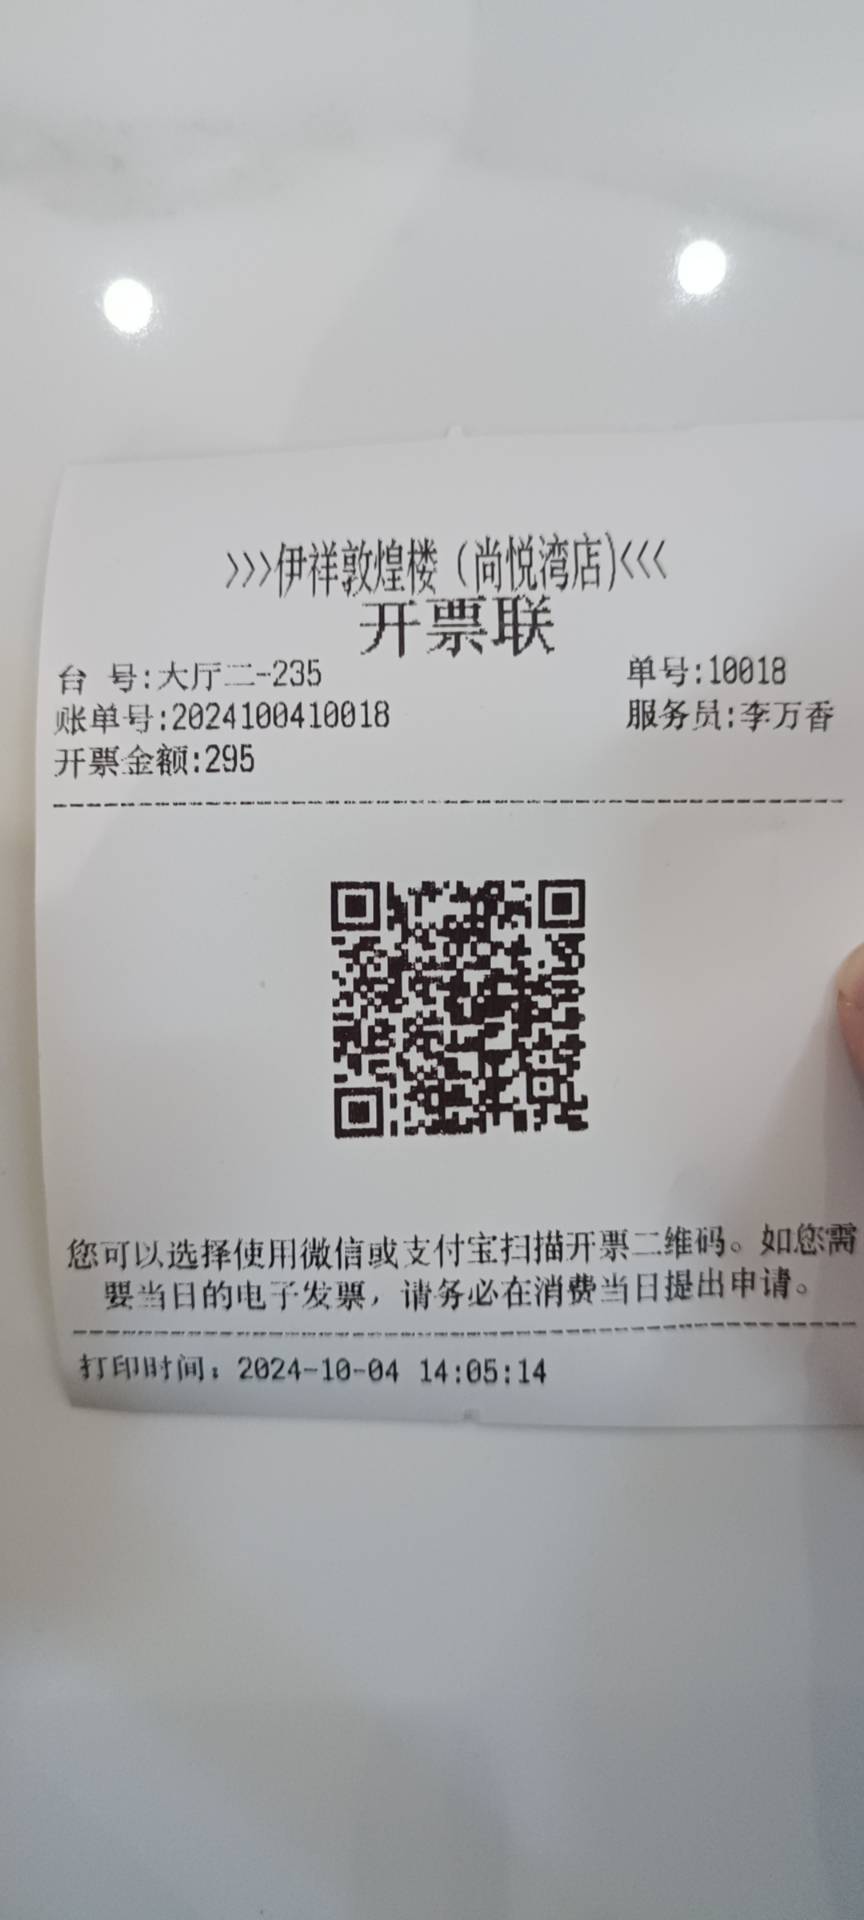 >>>伊祥敦煌楼（尚悦湾店)<<<
开票联
台 号:大厅二-235 单号:10018
账单号:2024100410018 服务员:李万香
开票金额:295
您可以选择使用微信或支付宝扫描开票二维码。如您需
要当日的电子发票，请务必在消费当日提出申请。
打印时间：2024-10-04 14:05:14